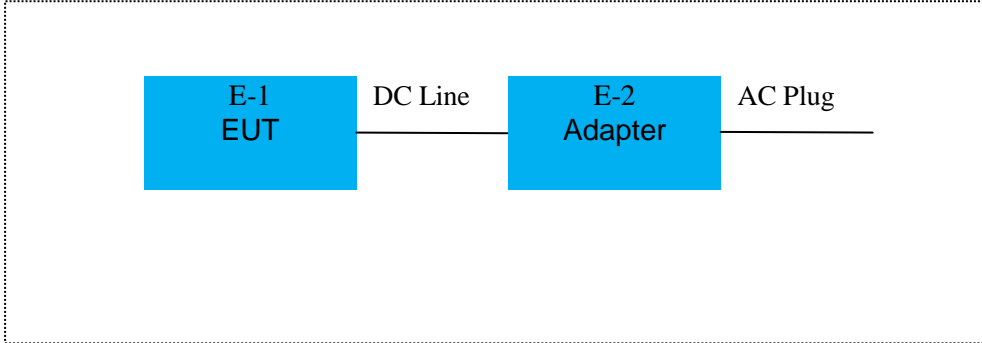 E-1
EUT
DC Line
E-2
Adapter
AC Plug